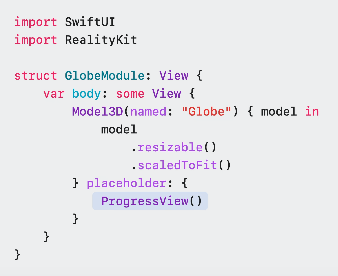 import SwiftUI
import RealityKit

struct GlobeModule: View {
    var body: some View {
        Model3D(named: "Globe") { model in
            model
                .resizable()
                .scaledToFit()
        } placeholder: {
            ProgressView()
        }
    }
}